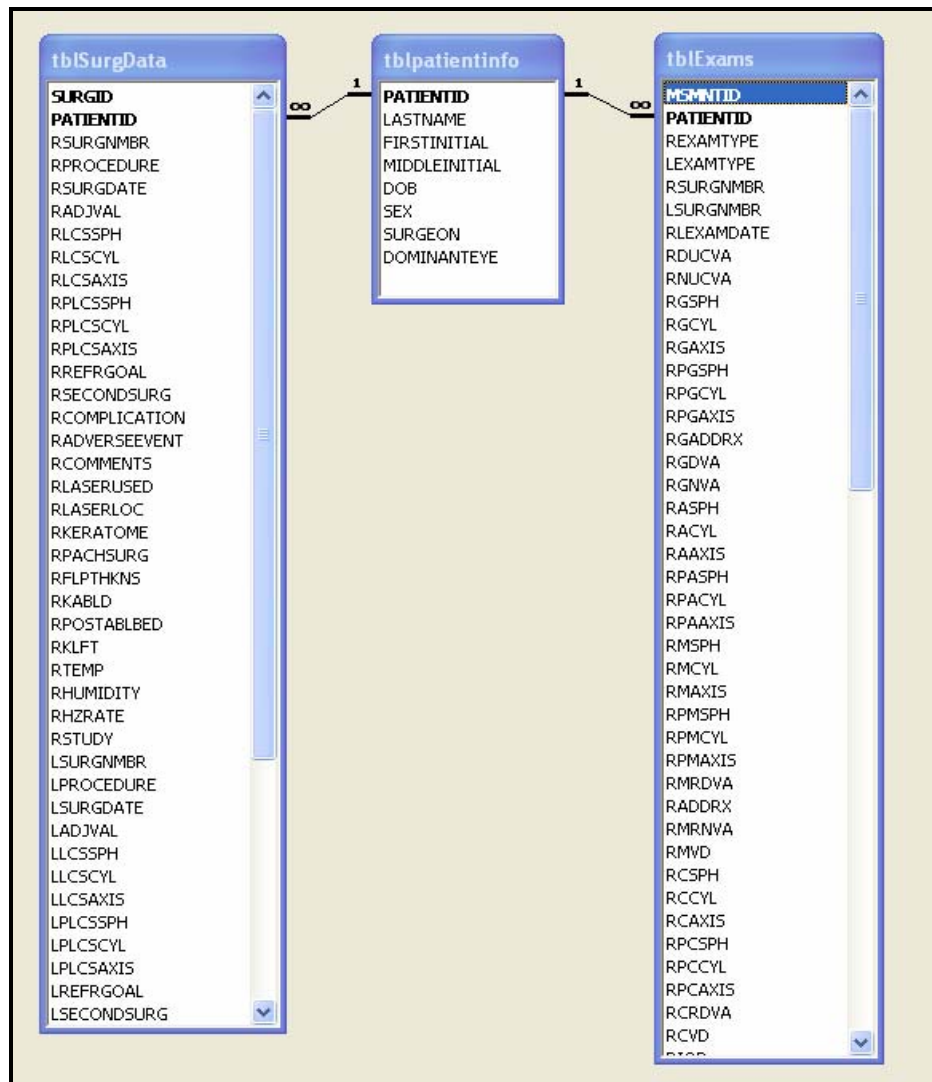 tblSurgData
SURGID
PATIENTID
RSURGNMBR
RPROCEDURE
RSURGDATE
RADJVAL
RLCSSPH
RLCSCYL
RLCSAXIS
RPLCSSPH
RPLCSCYL
RPLCSAXIS
RREFRGOAL
RSECONDSURG
RCOMPLICATION
RADVERSEEVENT
RCOMMENTS
RLASERUSED
RLASERLOC
RKERATOME
RPACHSURG
RFLPTHKNS
RKABLD
RPOSTABLBED
RKLFT
RTEMP
RHUMIDITY
RHZRATE
RSTUDY
LSURGNMBR
LPROCEDURE
LSURGDATE
LADJVAL
LLCSSPH
LLCSCYL
LLCSAXIS
LPLCSSPH
LPLCSCYL
LPLCSAXIS
LREFRGOAL
LSECONDSURG
∞
1
tblpatientinfo
PATIENTID
LASTNAME
FIRSTINITIAL
MIDDLEINITIAL
DOB
SEX
SURGEON
DOMINANTEYE
1
∞
tblExams
MSMNTID
PATIENTID
REXAMTYPE
LEXAMTYPE
RSURGNMBR
LSURGNMBR
RLEXAMDATE
RDUCVA
RNUCVA
RGSPH
RGCYL
RGAXIS
RPGSPH
RPGCYL
RPGAXIS
RGADDRX
RGDVA
RGNVA
RASPH
RACYL
RAAXIS
RPASPH
RPACYL
RPAAXIS
RMSPH
RMCYL
RMAXIS
RPMSPH
RPMCYL
RPMAXIS
RMRDVA
RADDRX
RMRNVA
RMVD
RCSPH
RCCYL
RCAXIS
RPCSPH
RPCCYL
RPCAXIS
RCRDVA
RCVD